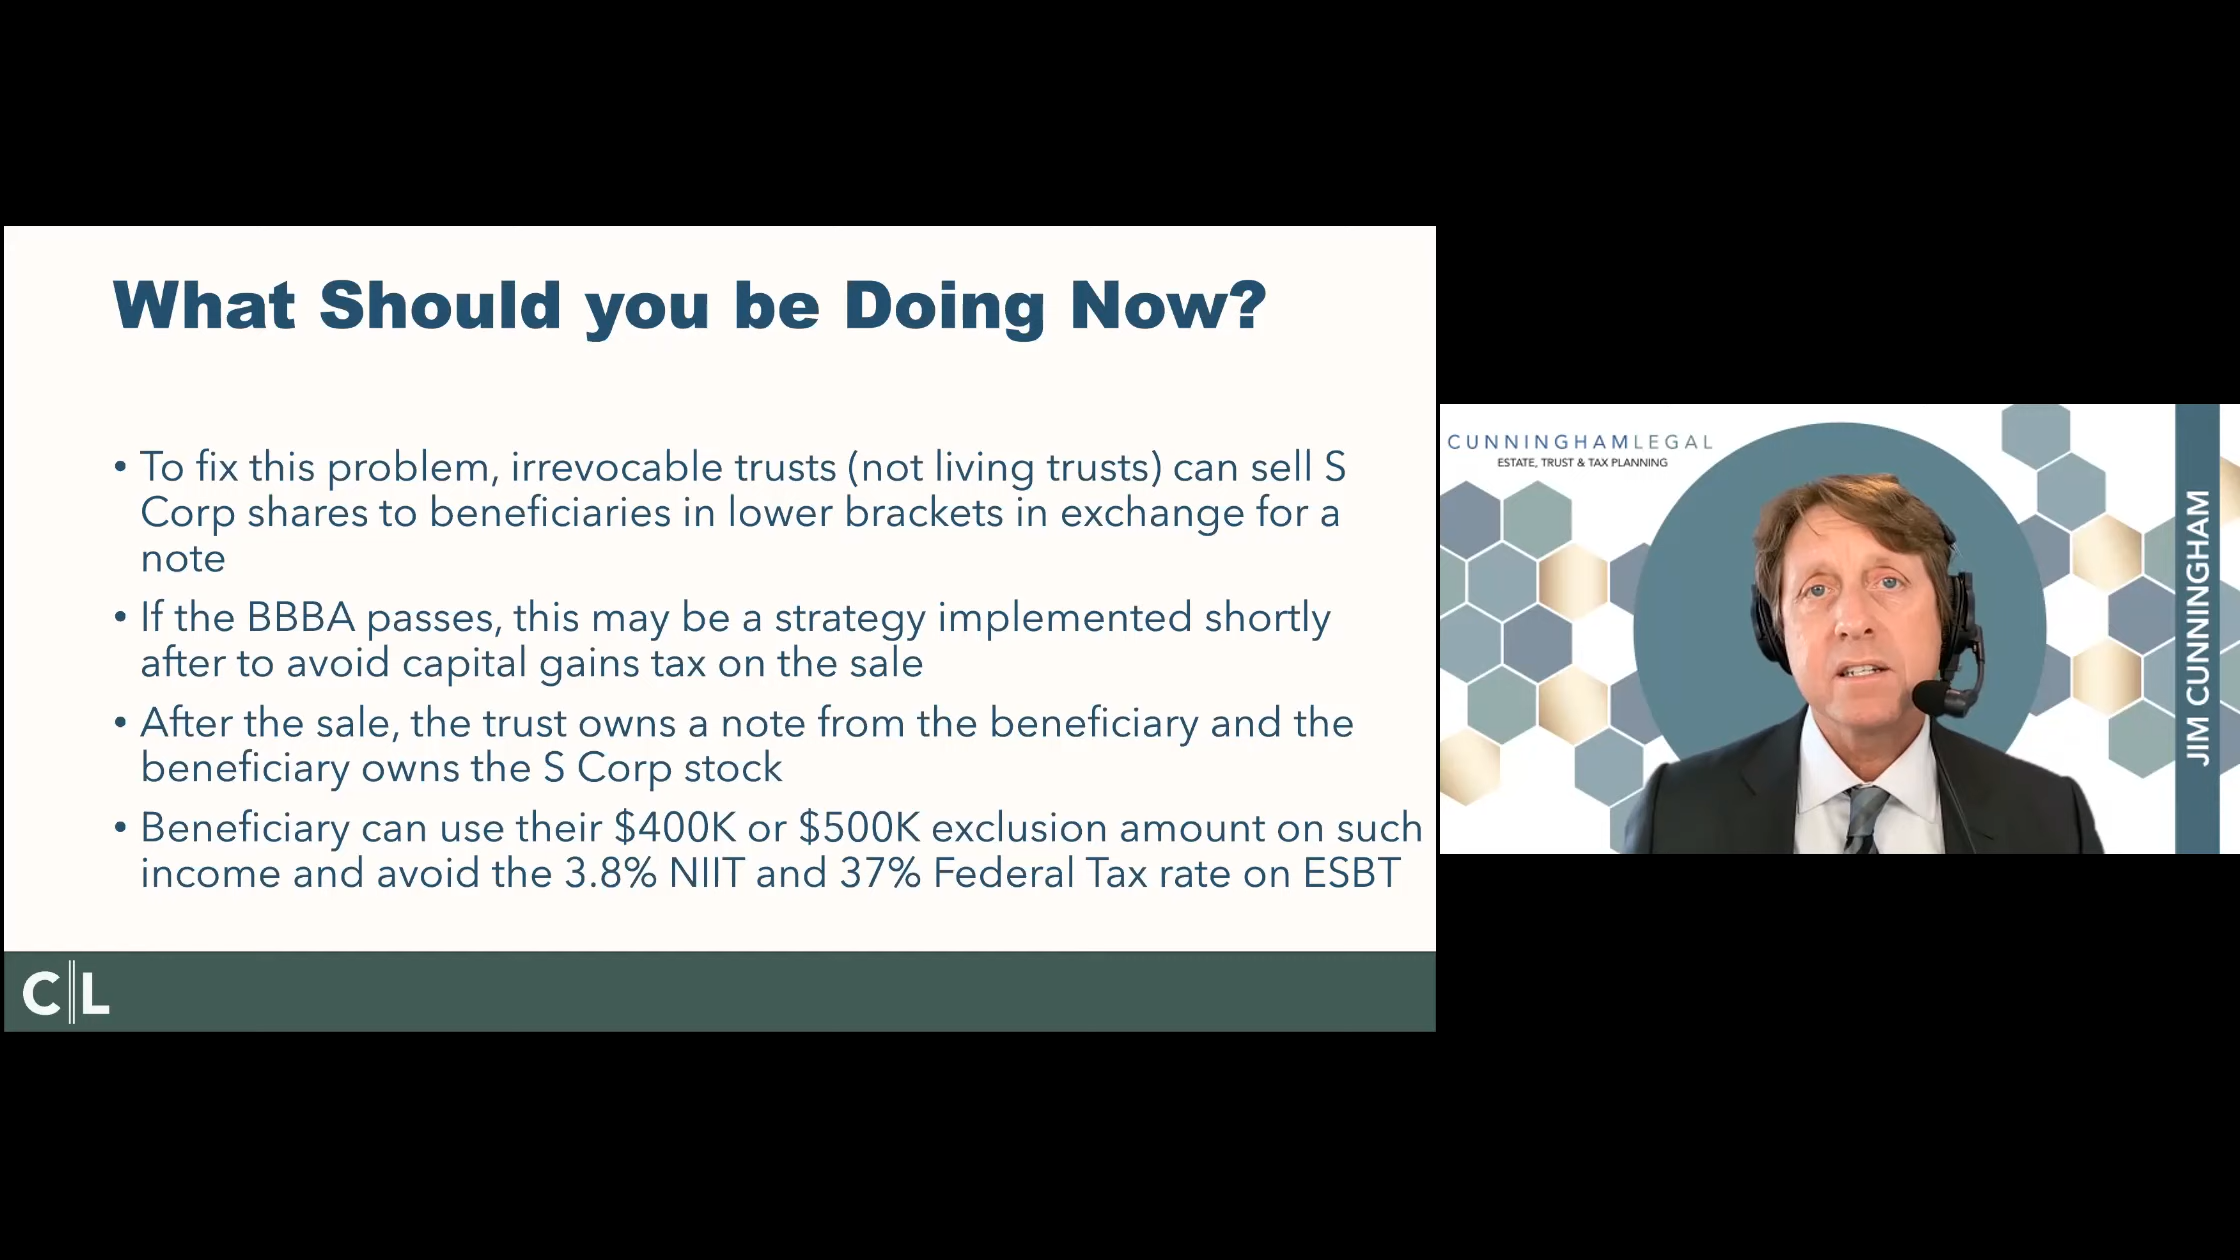 What Should you be Doing Now?
• To fix this problem, irrevocable trusts (not living trusts) can sell S
Corp shares to beneficiaries in lower brackets in exchange for a
note
• If the BBBA passes, this may be a strategy implemented shortly
after to avoid capital gains tax on the sale
• After the sale, the trust owns a note from the beneficiary and the
beneficiary owns the S Corp stock
• Beneficiary can use their $400K or $500K exclusion amount on such
income and avoid the 3.8% NIIT and 37% Federal Tax rate on ESBT
C||L
CUNNINGHAMLEGAL
ESTATE, TRUST & TAX PLANNING
JIM CUNNINGHAM